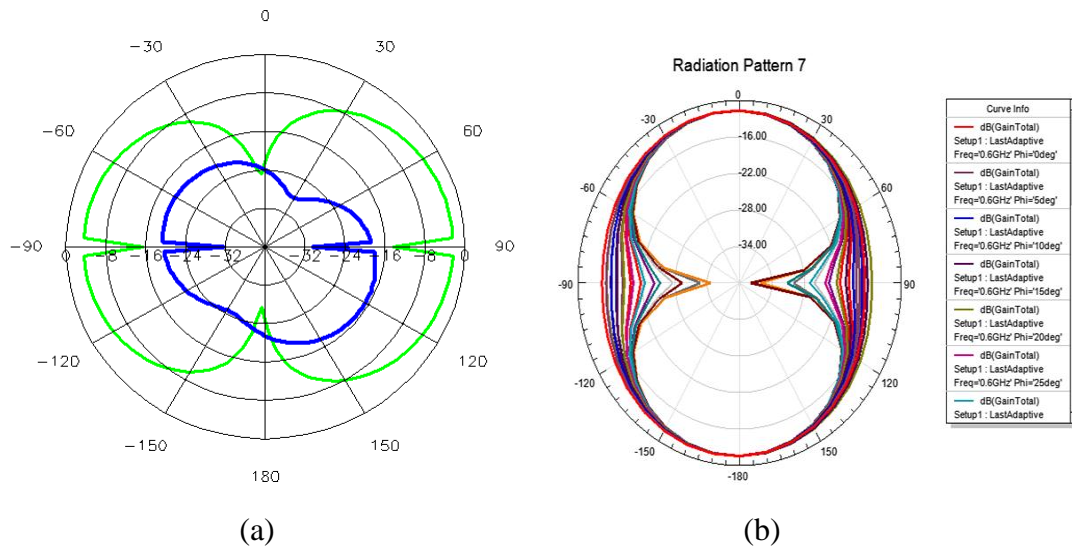 0
-30
30
-60
60
-90
0 -8 -16 -24 -32
-32 -24 -16 -8 0
90
-120
120
-150
150
180
(a)
Radiation Pattern 7
0
-30
30
-60
60
-90
90
-120
120
-150
150
-180
-16.00
-22.00
-28.00
-34.00
Curve Info
dB(GainTotal)
Setup1 : LastAdaptive
Freq='0.6GHz' Phi='0deg'
dB(GainTotal)
Setup1 : LastAdaptive
Freq='0.6GHz' Phi='5deg'
dB(GainTotal)
Setup1 : LastAdaptive
Freq='0.6GHz' Phi='10deg'
dB(GainTotal)
Setup1 : LastAdaptive
Freq='0.6GHz' Phi='15deg'
dB(GainTotal)
Setup1 : LastAdaptive
Freq='0.6GHz' Phi='20deg'
dB(GainTotal)
Setup1 : LastAdaptive
Freq='0.6GHz' Phi='25deg'
dB(GainTotal)
Setup1 : LastAdaptive
(b)